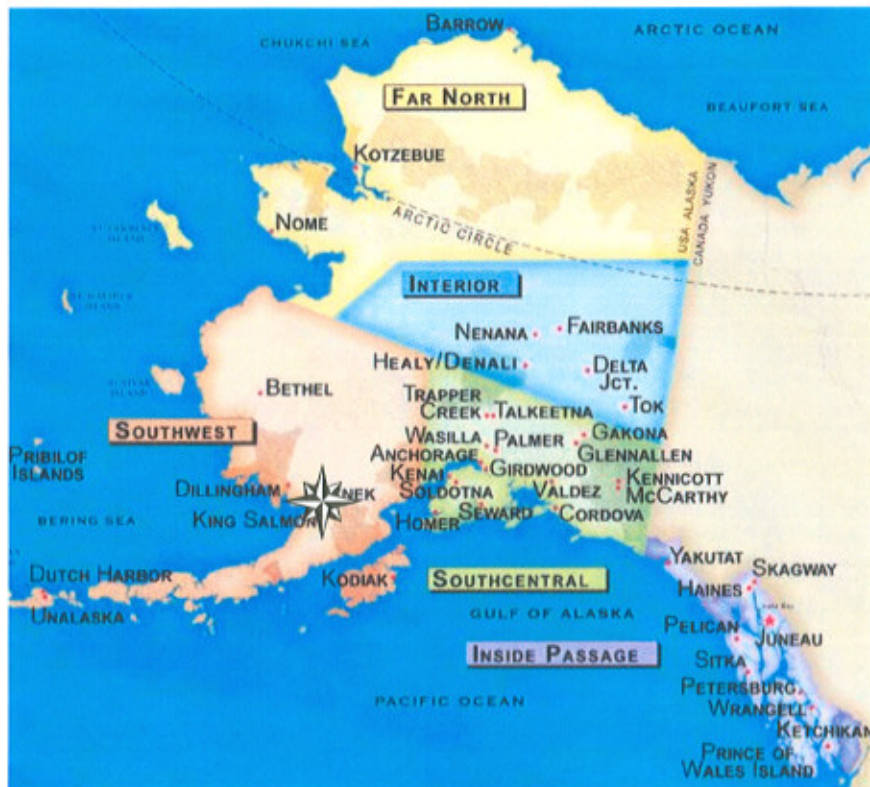 BARROW
ARCTIC OCEAN
CHUKCHI SEA
FAR NORTH
BEAUFORT SEA
KOTZEBUE
USA ALASKA
CANADA YUKON
NOME
ARCTIC CIRCLE
INTERIOR
NENANA
FAIRBANKS
HEALY/DENALI
DELTA
JCT.
BETHEL
TRAPPER
CREEK
TALKEETNA
TOK
SOUTHWEST
WASILLA
PALMER
GAKONA
GLENNALLEN
PRIBILOF
ISLANDS
ANCHORAGE
GIRDWOOD
KENAI
KENNICOTT
DILLINGHAM
NEK
SOLDOTNA
VALDEZ
MCCARTHY
BERING SEA
KING SALMON
HOMER
SEWARD
CORDOVA
YAKUTAT
DUTCH HARBOR
KODIAK
SOUTHCENTRAL
HAINES
SKAGWAY
UNALASKA
GULF OF ALASKA
PELICAN
JUNEAU
INSIDE PASSAGE
SITKA
PETERSBURG
PACIFIC OCEAN
WRANGELL
KETCHIKAN
PRINCE OF
WALES ISLAND